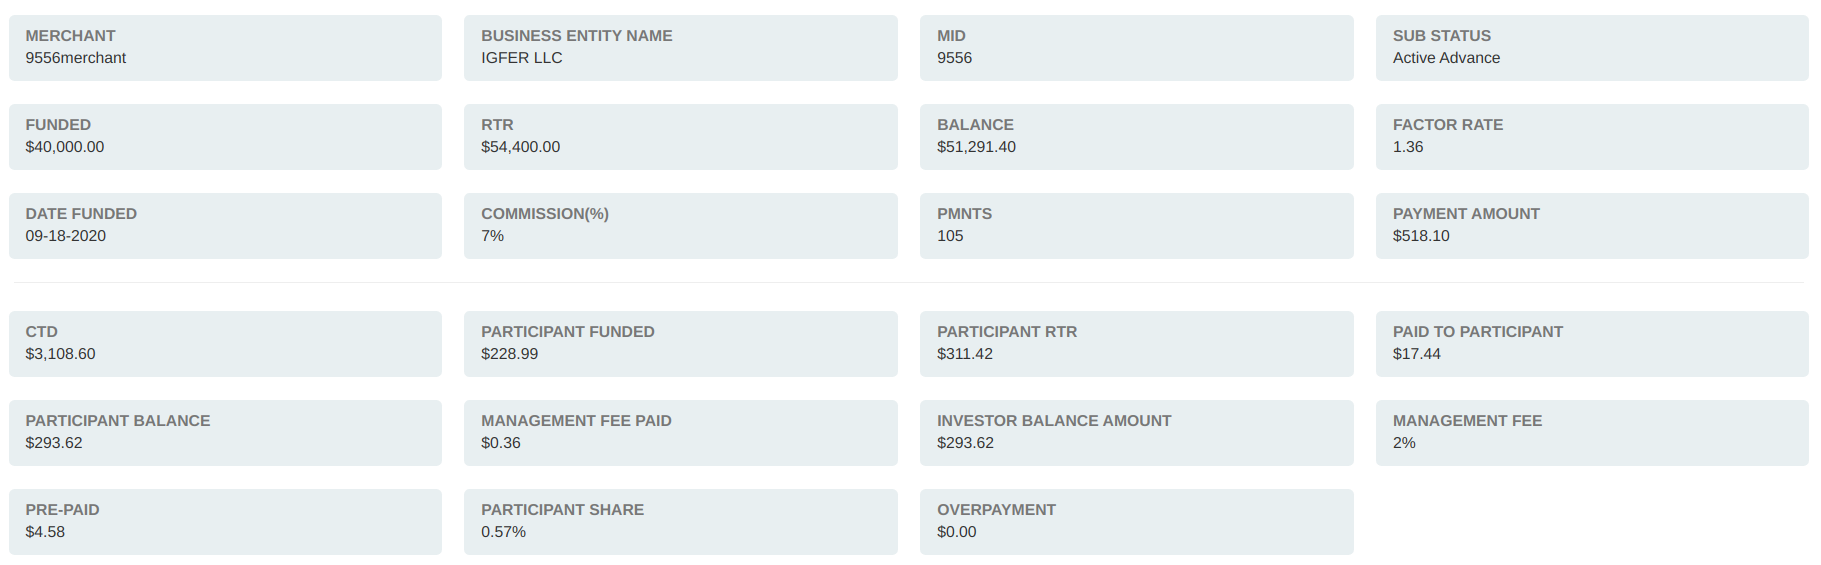 MERCHANT
9556merchant
BUSINESS ENTITY NAME
IGFER LLC
MID
9556
SUB STATUS
Active Advance
FUNDED
$40,000.00
RTR
$54,400.00
BALANCE
$51,291.40
FACTOR RATE
1.36
DATE FUNDED
09-18-2020
COMMISSION(%)
7%
PMNTS
105
PAYMENT AMOUNT
$518.10
CTD
$3,108.60
PARTICIPANT FUNDED
$228.99
PARTICIPANT RTR
$311.42
PAID TO PARTICIPANT
$17.44
PARTICIPANT BALANCE
$293.62
MANAGEMENT FEE PAID
$0.36
INVESTOR BALANCE AMOUNT
$293.62
MANAGEMENT FEE
2%
PRE-PAID
$4.58
PARTICIPANT SHARE
0.57%
OVERPAYMENT
$0.00